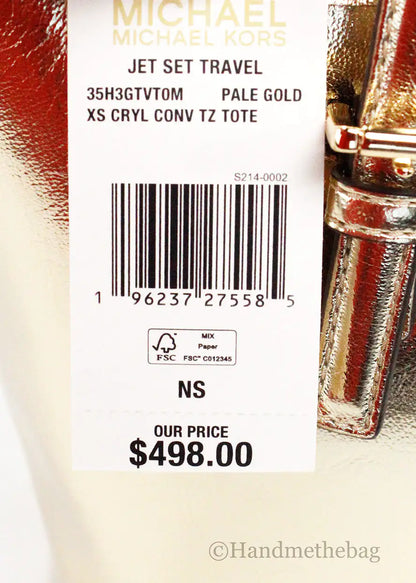 MICHAEL
MICHAEL KORS
JET SET TRAVEL
35H3GTVT0M PALE GOLD
XS CRYL CONV TZ TOTE
S214-0002
1 96237 27558 5
FSC
MIX
Paper
FSC® C012345
NS
OUR PRICE
$498.00
©Handmethebag